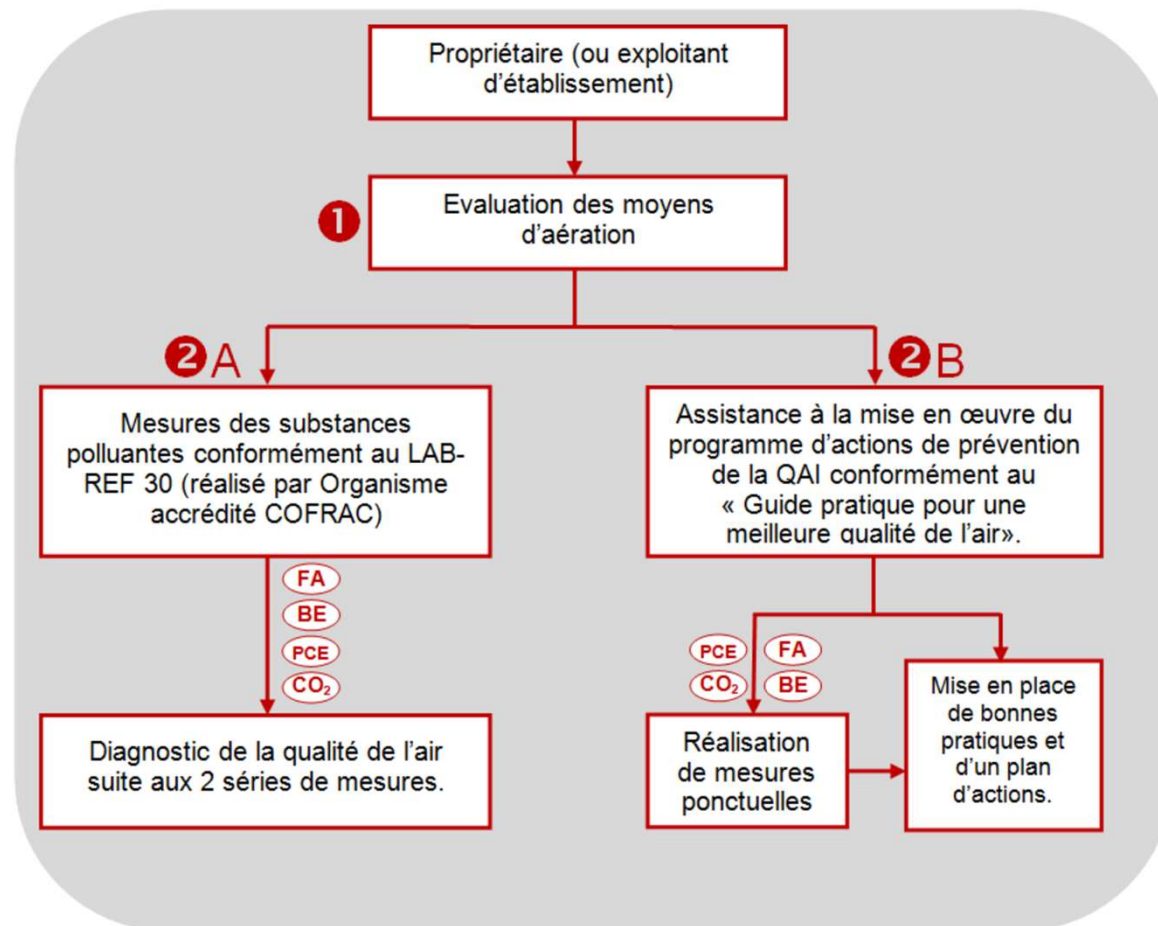 Propriétaire (ou exploitant
d’établissement)
1
Evaluation des moyens
d’aération
2 A
Mesures des substances
polluantes conformément au LAB-
REF 30 (réalisé par Organisme
accrédité COFRAC)
FA
BE
PCE
CO₂
Diagnostic de la qualité de l’air
suite aux 2 séries de mesures.
2 B
Assistance à la mise en œuvre du
programme d’actions de prévention
de la QAI conformément au
« Guide pratique pour une
meilleure qualité de l’air».
PCE FA
CO₂ BE
Réalisation
de mesures
ponctuelles
Mise en place
de bonnes
pratiques et
d’un plan
d’actions.